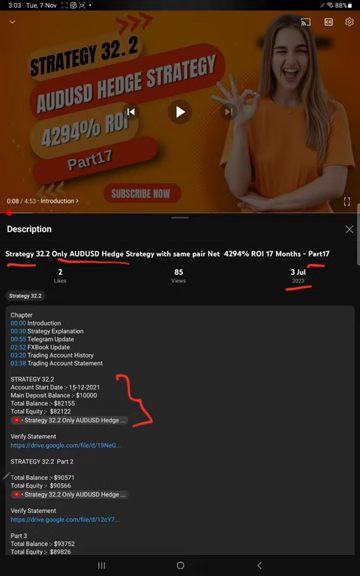 3:03 Tue, 7 Nov
88%
STRATEGY 32.2
AUDUSD HEDGE STRATEGY
4294% ROI
Part17
SUBSCRIBE NOW
0:08 / 4:53 · Introduction >
Description
Strategy 32.2 Only AUDUSD Hedge Strategy with same pair Net 4294% ROI 17 Months - Part17
2
Likes
85
Views
3 Jul
2023
Strategy 32.2
Chapter
00:00 Introduction
00:30 Strategy Explanation
00:55 Telegram Update
02:52 FXBook Update
03:20 Trading Account History
03:38 Trading Account Statement
STRATEGY 32.2
Account Start Date :- 15-12-2021
Main Deposit Balance :- $10000
Total Balance :- $82155
Total Equity :- $82122
• Strategy 32.2 Only AUDUSD Hedge ...
Verify Statement
https://drive.google.com/file/d/19NeG...
STRATEGY 32.2 Part 2
Total Balance :- $90571
Total Equity :- $90566
• Strategy 32.2 Only AUDUSD Hedge ...
Verify Statement
https://drive.google.com/file/d/12cY7...
Part 3
Total Balance :- $93752
Total Equity :- $89826